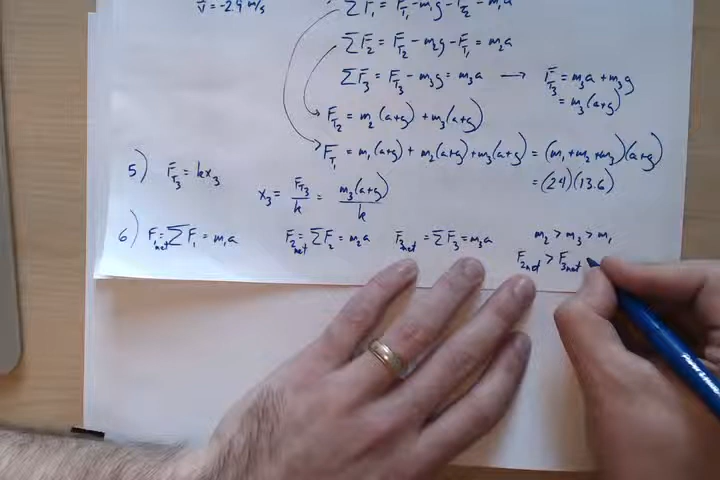 v̄ = -2.9 m/s
ΣF₁ = F_T₁ - m₁g - F_T₂ = m₁a
ΣF₂ = F_T₂ - m₂g - F_T₁ = m₂a
ΣF₃ = F_T₃ - m₃g = m₃a → F_T₃ = m₃a + m₃g
= m₃(a+g)
F_T₂ = m₂(a+g) + m₃(a+g)
F_T₁ = m₁(a+g) + m₂(a+g) + m₃(a+g) = (m₁+m₂+m₃)(a+g)
= (24)(13.6)
5) F_T₃ = kx₃
x₃ = F_T₃/k = m₃(a+g)/k
6) F₁net = ΣF₁ = m₁a F₂net = ΣF₂ = m₂a F₃net = ΣF₃ = m₃a m₂ > m₃ > m₁
F₂net > F₃net